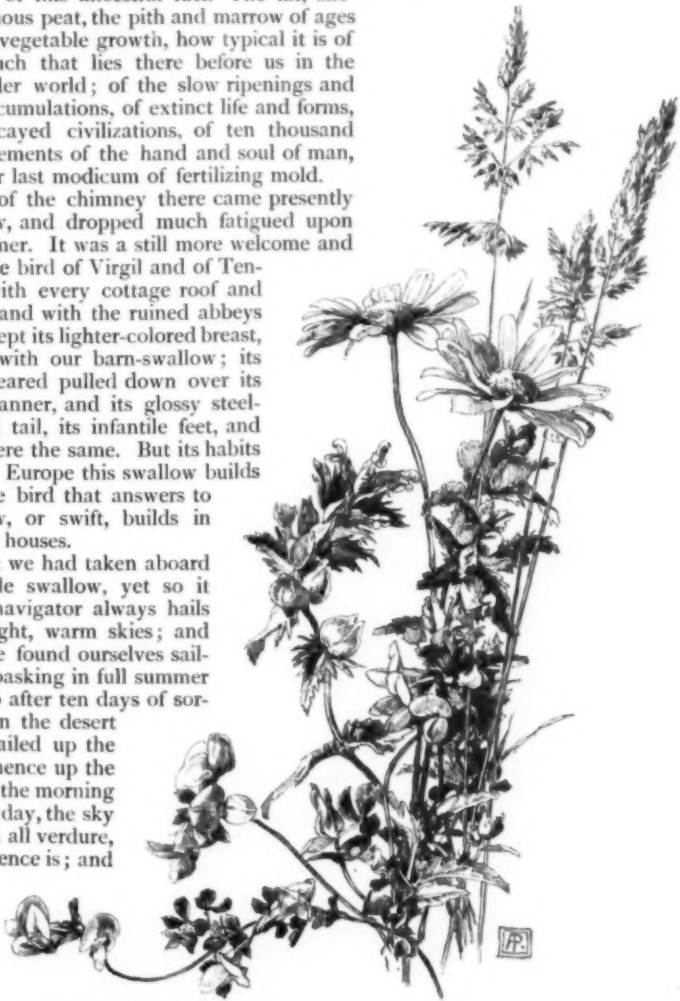 peat, the pith and marrow of ages
vegetable growth, how typical it is of
uch that lies there before us in the
der world; of the slow ripenings and
cumulations, of extinct life and forms,
cayed civilizations, of ten thousand
ements of the hand and soul of man,
r last modicum of fertilizing mold.
of the chimney there came presently
w, and dropped much fatigued upon
mer. It was a still more welcome and
e bird of Virgil and of Ten-
ith every cottage roof and
and with the ruined abbeys
ept its lighter-colored breast,
with our barn-swallow; its
eared pulled down over its
anner, and its glossy steel-
tail, its infantile feet, and
ere the same. But its habits
Europe this swallow builds
e bird that answers to
w, or swift, builds in
houses.
we had taken aboard
le swallow, yet so it
navigator always hails
ght, warm skies; and
e found ourselves sail-
basking in full summer
after ten days of sor-
n the desert
ailed up the
hence up the
the morning
day, the sky
all verdure,
ence is; and
AP.